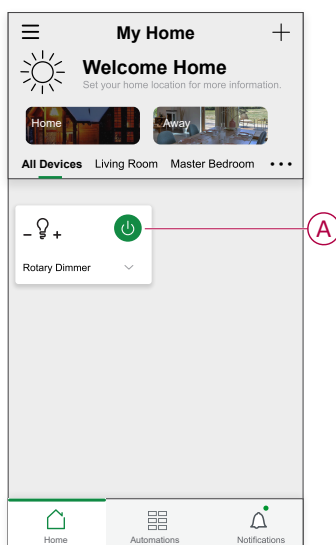 My Home
Welcome Home
Set your home location for more information.
Home
Away
All Devices Living Room Master Bedroom
A
Rotary Dimmer
Home Automations Notifications